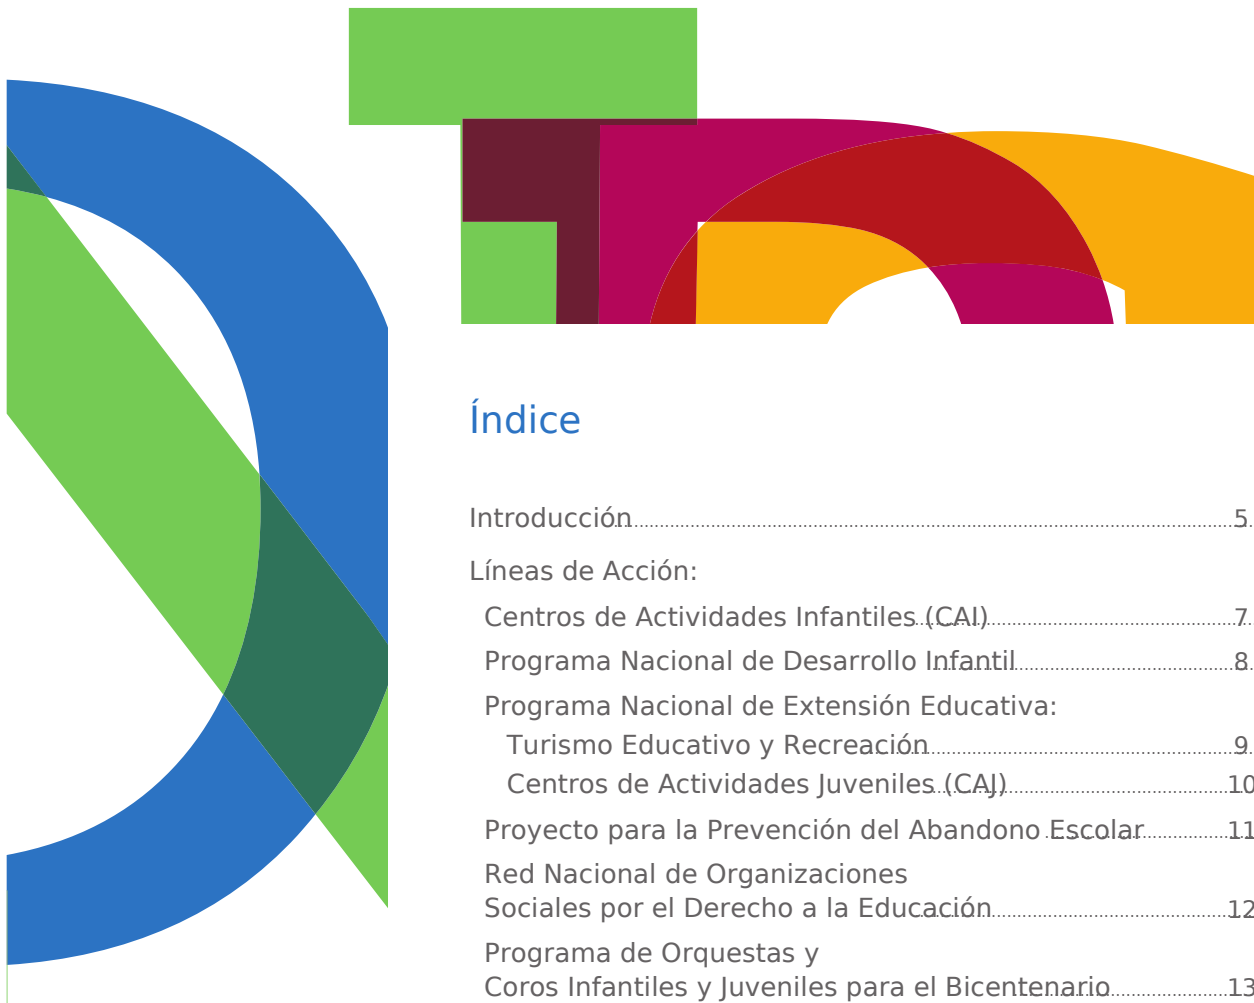 Índice
Introducción 5
Líneas de Acción:
Centros de Actividades Infantiles (CAI) 7
Programa Nacional de Desarrollo Infantil 8
Programa Nacional de Extensión Educativa:
Turismo Educativo y Recreación 9
Centros de Actividades Juveniles (CAJ) 10
Proyecto para la Prevención del Abandono Escolar 11
Red Nacional de Organizaciones
Sociales por el Derecho a la Educación 12
Programa de Orquestas y
Coros Infantiles y Juveniles para el Bicentenario 13